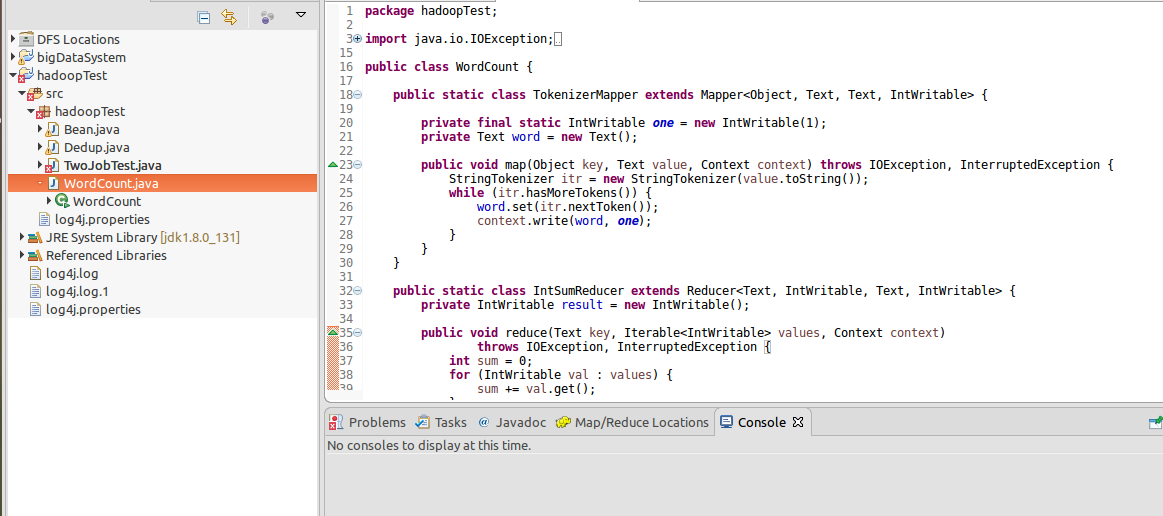 DFS Locations
bigDataSystem
hadoopTest
src
hadoopTest
Bean.java
Dedup.java
TwoJobTest.java
WordCount.java
WordCount
log4j.properties
JRE System Library [jdk1.8.0_131]
Referenced Libraries
log4j.log
log4j.log.1
log4j.properties
1 package hadoopTest;
2
3 import java.io.IOException;
15
16 public class WordCount {
17
18 public static class TokenizerMapper extends Mapper<Object, Text, Text, IntWritable> {
19
20 private final static IntWritable one = new IntWritable(1);
21 private Text word = new Text();
22
23 public void map(Object key, Text value, Context context) throws IOException, InterruptedException {
24 StringTokenizer itr = new StringTokenizer(value.toString());
25 while (itr.hasMoreTokens()) {
26 word.set(itr.nextToken());
27 context.write(word, one);
28 }
29 }
30 }
31
32 public static class IntSumReducer extends Reducer<Text, IntWritable, Text, IntWritable> {
33 private IntWritable result = new IntWritable();
34
35 public void reduce(Text key, Iterable<IntWritable> values, Context context)
36 throws IOException, InterruptedException {
37 int sum = 0;
38 for (IntWritable val : values) {
39 sum += val.get();
Problems Tasks @ Javadoc Map/Reduce Locations Console
No consoles to display at this time.